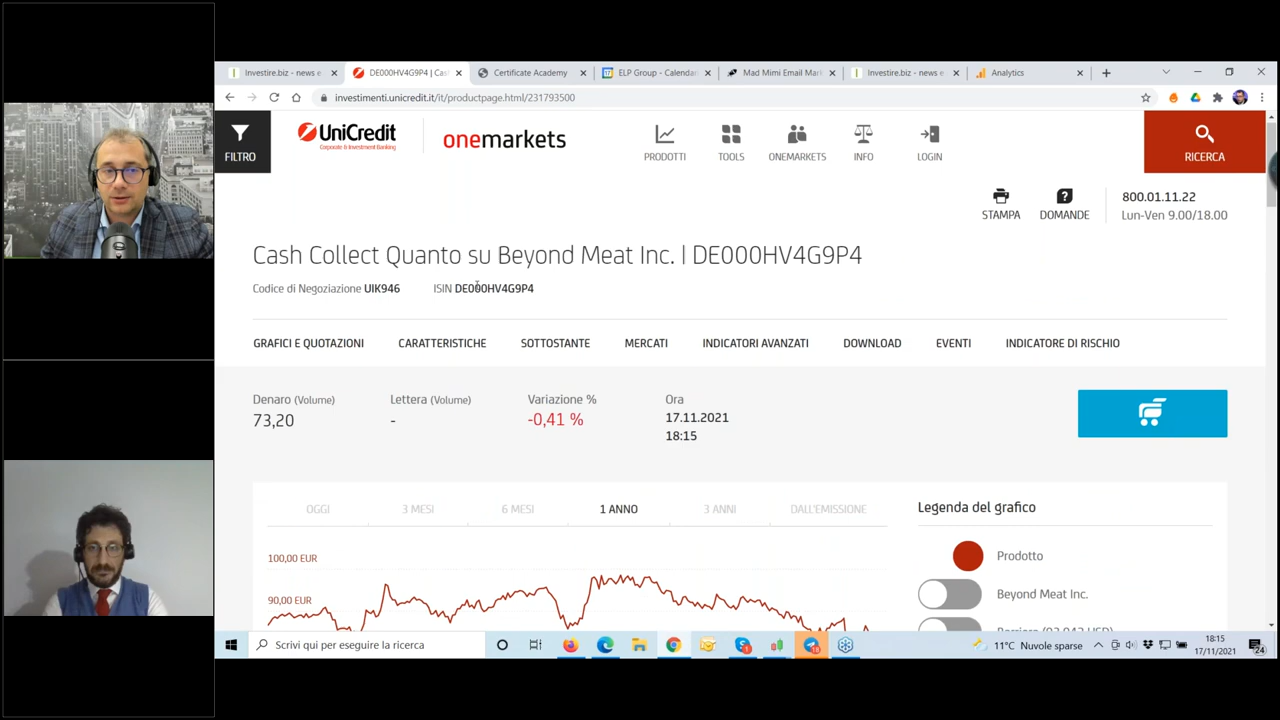 Investire.biz - news e
DE000HV4G9P4 | Cas
Certificate Academy
ELP Group - Calendar
Mad Mimi Email Mark
Investire.biz - news e
Analytics
investimenti.unicredit.it/it/productpage.html/231793500
FILTRO
UniCredit
Corporate & Investment Banking
onemarkets
PRODOTTI
TOOLS
ONEMARKETS
INFO
LOGIN
RICERCA
STAMPA
DOMANDE
800.01.11.22
Lun-Ven 9.00/18.00
Cash Collect Quanto su Beyond Meat Inc. | DE000HV4G9P4
Codice di Negoziazione UIK946 ISIN DE000HV4G9P4
GRAFICI E QUOTAZIONI CARATTERISTICHE SOTTOSTANTE MERCATI INDICATORI AVANZATI DOWNLOAD EVENTI INDICATORE DI RISCHIO
Denaro (Volume) Lettera (Volume) Variazione % Ora
73,20 - -0,41 % 17.11.2021
18:15
OGGI 3 MESI 6 MESI 1 ANNO 3 ANNI DALL'EMISSIONE
Legenda del grafico
100,00 EUR
Prodotto
90,00 EUR
Beyond Meat Inc.
Scrivi qui per eseguire la ricerca
11°C Nuvole sparse
18:15
17/11/2021
24